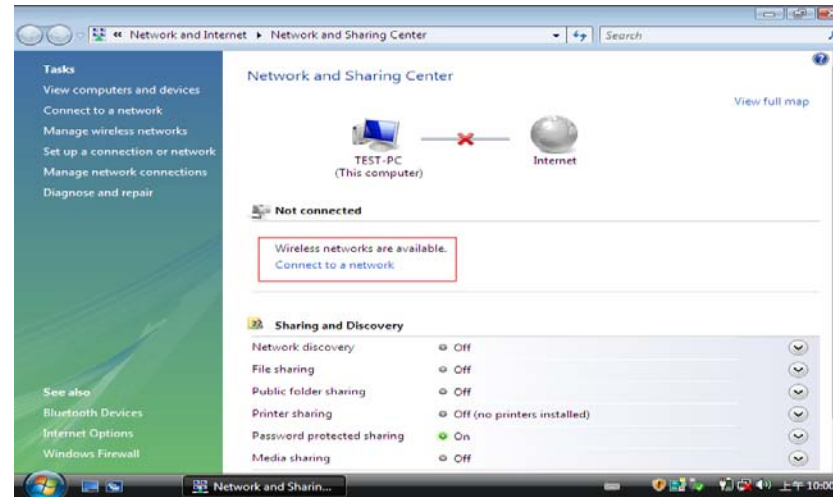 « Network and Internet ▸ Network and Sharing Center
Search
Tasks
View computers and devices
Connect to a network
Manage wireless networks
Set up a connection or network
Manage network connections
Diagnose and repair
See also
Bluetooth Devices
Internet Options
Windows Firewall
Network and Sharing Center
View full map
TEST-PC
(This computer)
Internet
Not connected
Wireless networks are available.
Connect to a network
Sharing and Discovery
Network discovery Off
File sharing Off
Public folder sharing Off
Printer sharing Off (no printers installed)
Password protected sharing On
Media sharing Off
Network and Sharin...
上午 10:00